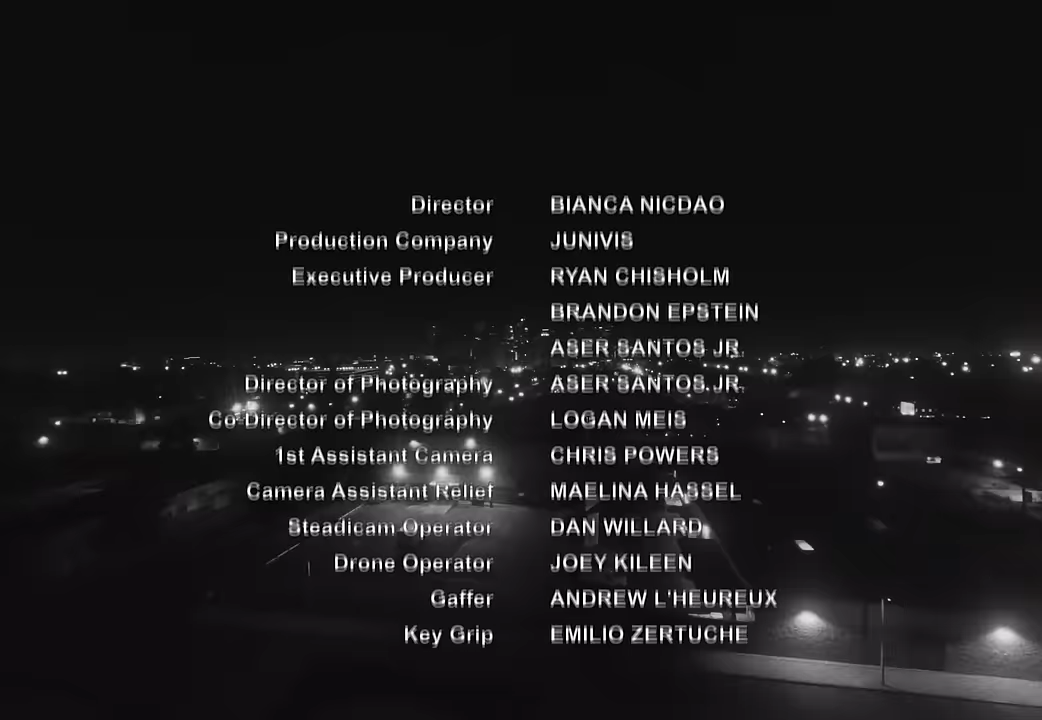 Director BIANCA NICDAO
Production Company JUNIVIS
Executive Producer RYAN CHISHOLM
BRANDON EPSTEIN
ASER SANTOS JR.
Director of Photography ASER SANTOS JR.
Co-Director of Photography LOGAN MEIS
1st Assistant Camera CHRIS POWERS
Camera Assistant Relief MAELINA HASSEL
Steadicam Operator DAN WILLARD
Drone Operator JOEY KILEEN
Gaffer ANDREW L'HEUREUX
Key Grip EMILIO ZERTUCHE